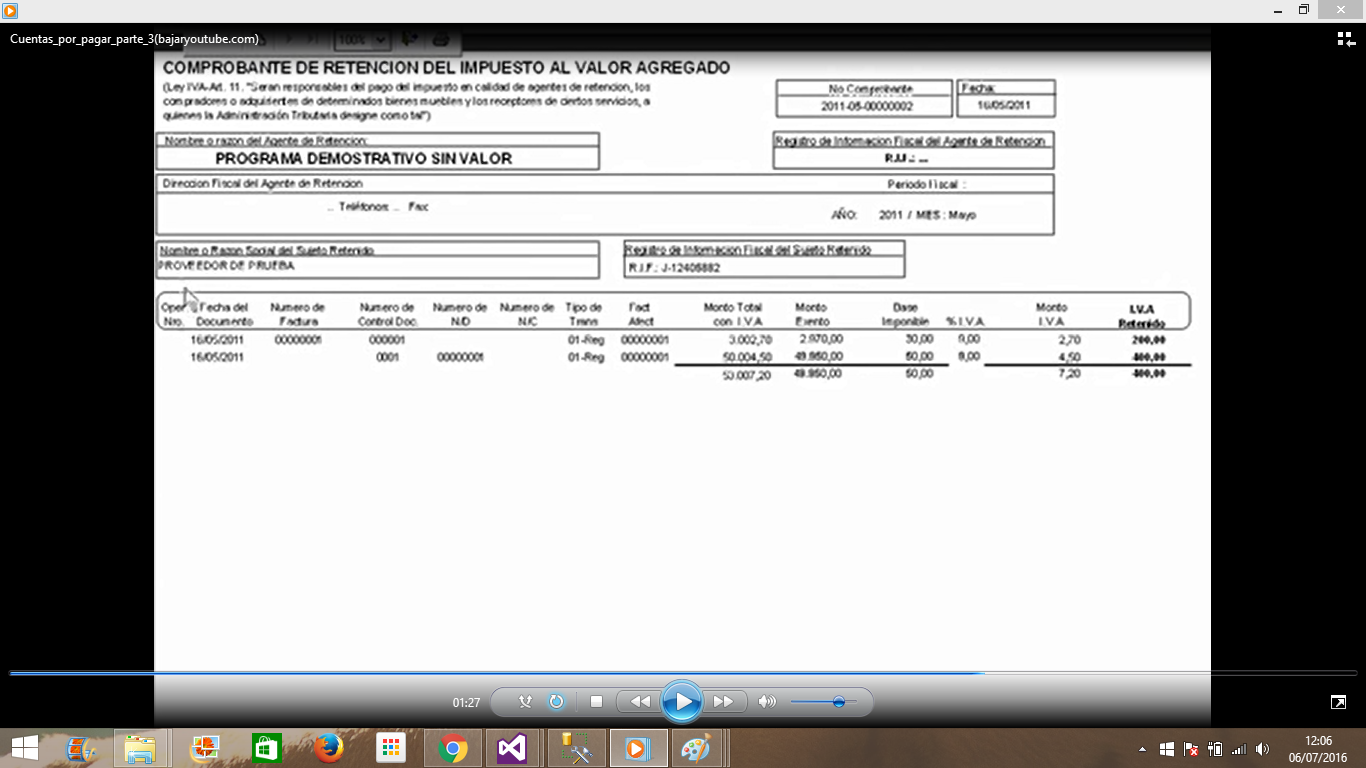 Cuentas_por_pagar_parte_3(bajaryoutube.com)
100%
COMPROBANTE DE RETENCION DEL IMPUESTO AL VALOR AGREGADO
(Ley IVA-Art. 11. "Seran responsables del pago del impuesto en calidad de agentes de retencion, los
compradores o adquirentes de determinados bienes muebles y los receptores de ciertos servicios, a
quienes la Administración Tributaria designe como tal")
No Comprobante
Fecha:
2011-05-00000002
16/05/2011
Nombre o razon del Agente de Retencion:
Registro de Informacion Fiscal del Agente de Retencion
PROGRAMA DEMOSTRATIVO SIN VALOR
R.I.F.: ...
Direccion Fiscal del Agente de Retencion
Periodo Fiscal :
.. Teléfonos: .. Fax:
AÑO: 2011 / MES : Mayo
Nombre o Razon Social del Sujeto Retenido
Registro de Informacion Fiscal del Sujeto Retenido
PROVEEDOR DE PRUEBA
R.I.F.: J-12405882
Oper. Fecha del Numero de Numero de Numero de Numero de Tipo de Fact Monto Total Monto Base Monto I.V.A
Nro. Documento Factura Control Doc. N/D N/C Trans Afect con I.V.A Exento Imponible % I.V.A I.V.A. Retenido
16/05/2011 00000001 000001 01-Reg 00000001 3.002,70 2.970,00 30,00 9,00 2,70 200,00
16/05/2011 0001 00000001 01-Reg 00000001 50.004,50 49.950,00 50,00 9,00 4,50 400,00
53.007,20 49.950,00 50,00 7,20 400,00
01:27
12:06
06/07/2016